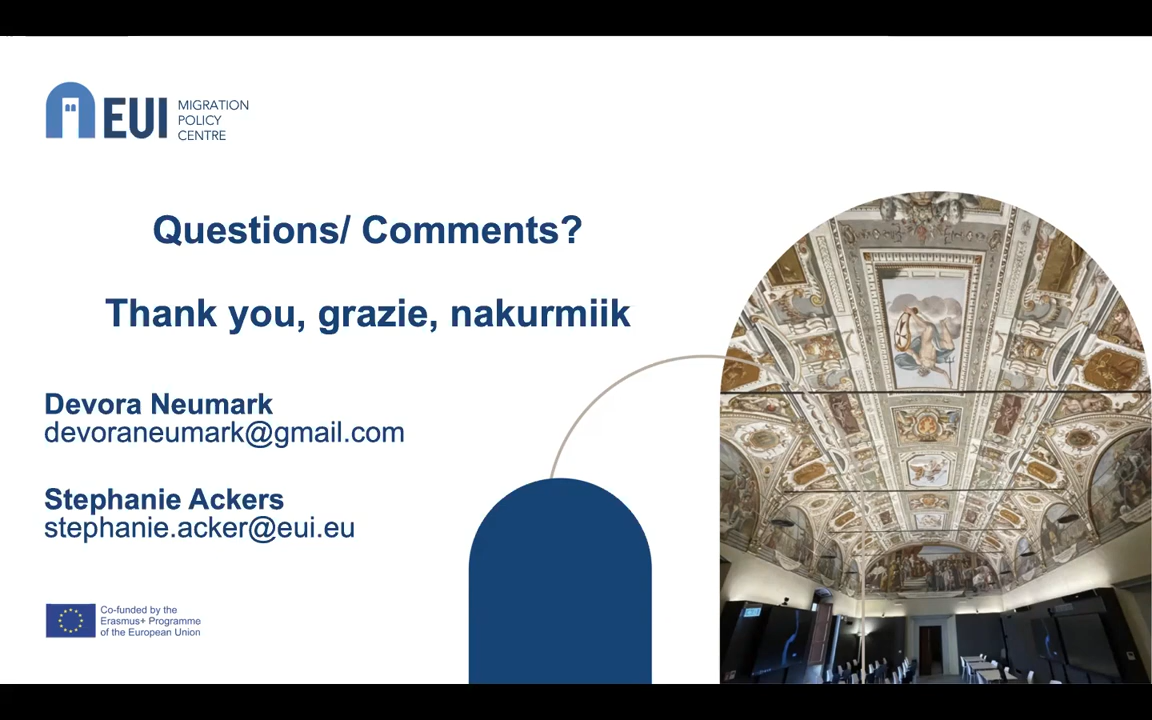 EUI
MIGRATION
POLICY
CENTRE
Questions/ Comments?
Thank you, grazie, nakurmiik
Devora Neumark
devoraneumark@gmail.com
Stephanie Ackers
stephanie.acker@eui.eu
Co-funded by the
Erasmus+ Programme
of the European Union